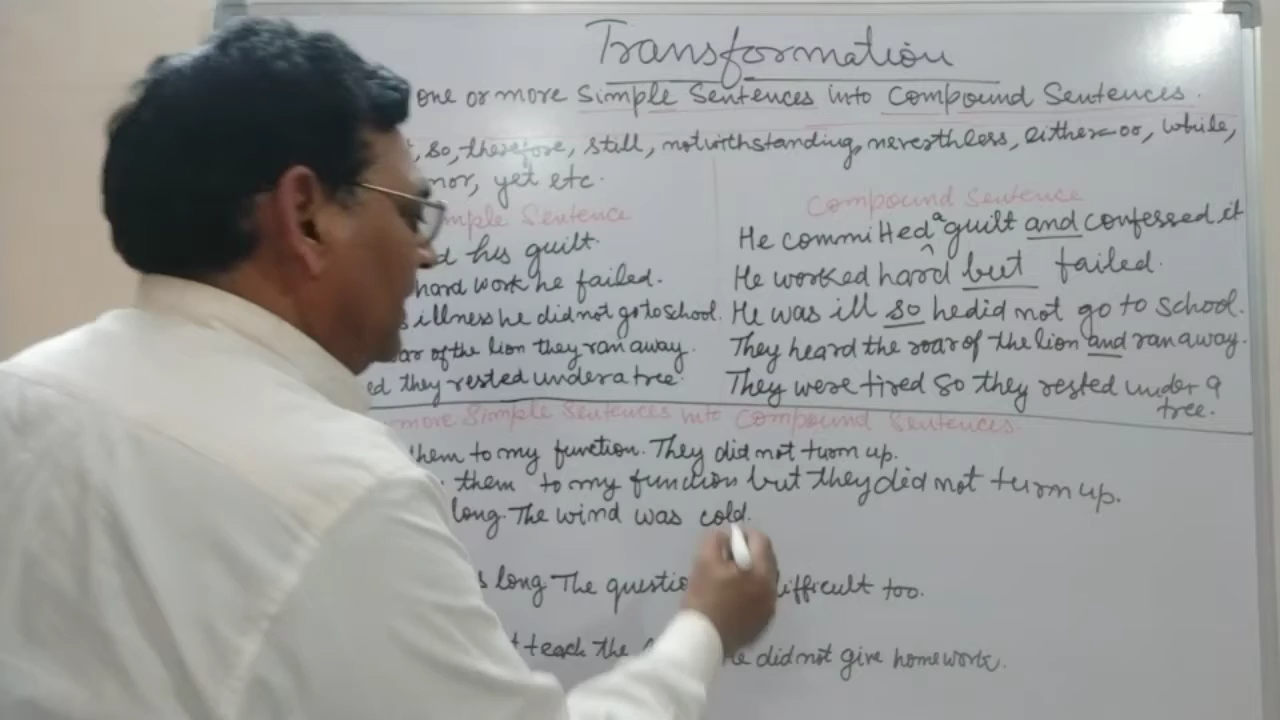 Transformation
one or more Simple Sentences into Compound Sentences.
, so, therefore, still, notwithstanding, neverthless, either-or, while,
nor, yet etc.
Sentence
Compound Sentence
his guilt.
He committed a guilt and confessed it
hard work he failed.
He worked hard but failed.
illness he did not go to school.
He was ill so he did not go to school.
of the lion they ran away.
They heard the roar of the lion and ran away.
they rested under a tree.
They were tired so they rested under a
tree.
more Simple Sentences into Compound Sentences
them to my function. They did not turn up.
them to my function but they did not turn up.
long. The wind was cold.
long The difficult too.
teach the did not give homework.